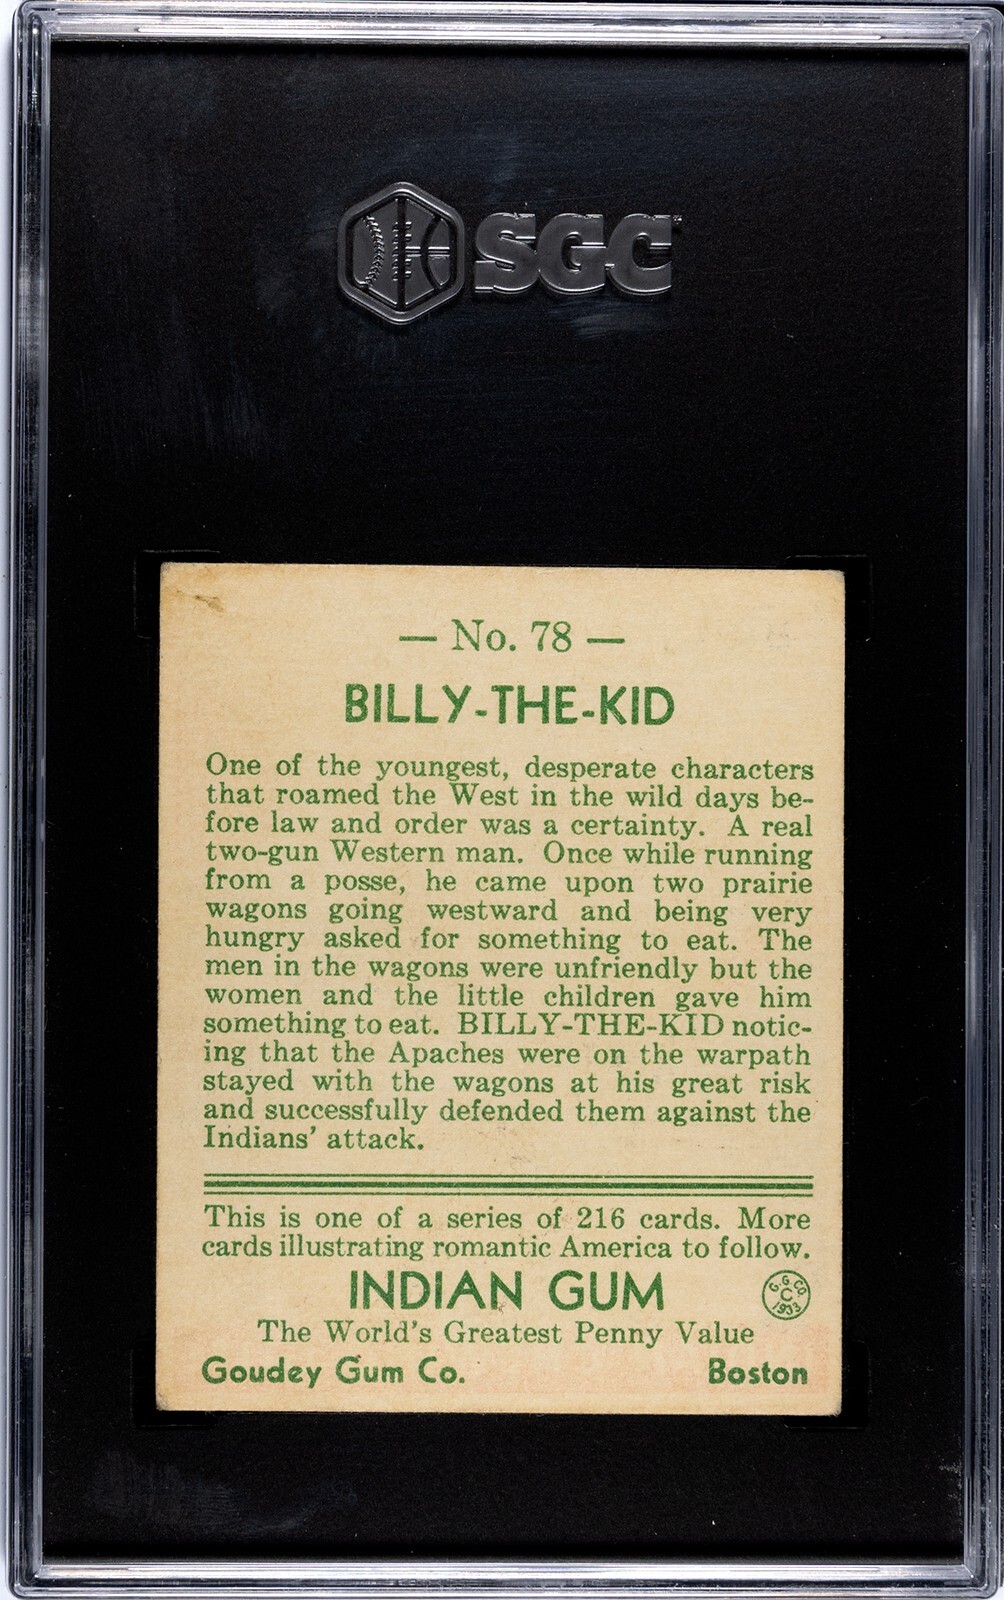 SGC
— No. 78 —
BILLY-THE-KID
One of the youngest, desperate characters
that roamed the West in the wild days be-
fore law and order was a certainty. A real
two-gun Western man. Once while running
from a posse, he came upon two prairie
wagons going westward and being very
hungry asked for something to eat. The
men in the wagons were unfriendly but the
women and the little children gave him
something to eat. BILLY-THE-KID notic-
ing that the Apaches were on the warpath
stayed with the wagons at his great risk
and successfully defended them against the
Indians' attack.
This is one of a series of 216 cards. More
cards illustrating romantic America to follow.
INDIAN GUM
G. G. CO.
C
1933
The World's Greatest Penny Value
Goudey Gum Co. Boston